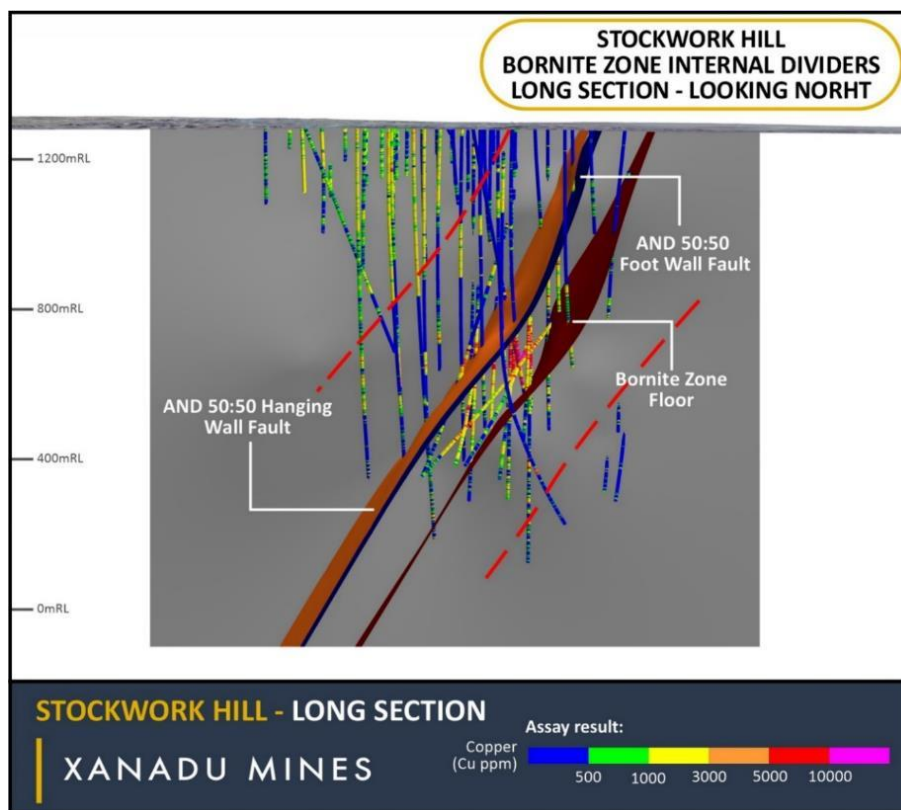 STOCKWORK HILL
BORNITE ZONE INTERNAL DIVIDERS
LONG SECTION - LOOKING NORHT
1200mRL
AND 50:50
Foot Wall Fault
800mRL
Bornite Zone
Floor
AND 50:50 Hanging
Wall Fault
400mRL
0mRL
STOCKWORK HILL - LONG SECTION
XANADU MINES
Assay result:
Copper
(Cu ppm)
500 1000 3000 5000 10000